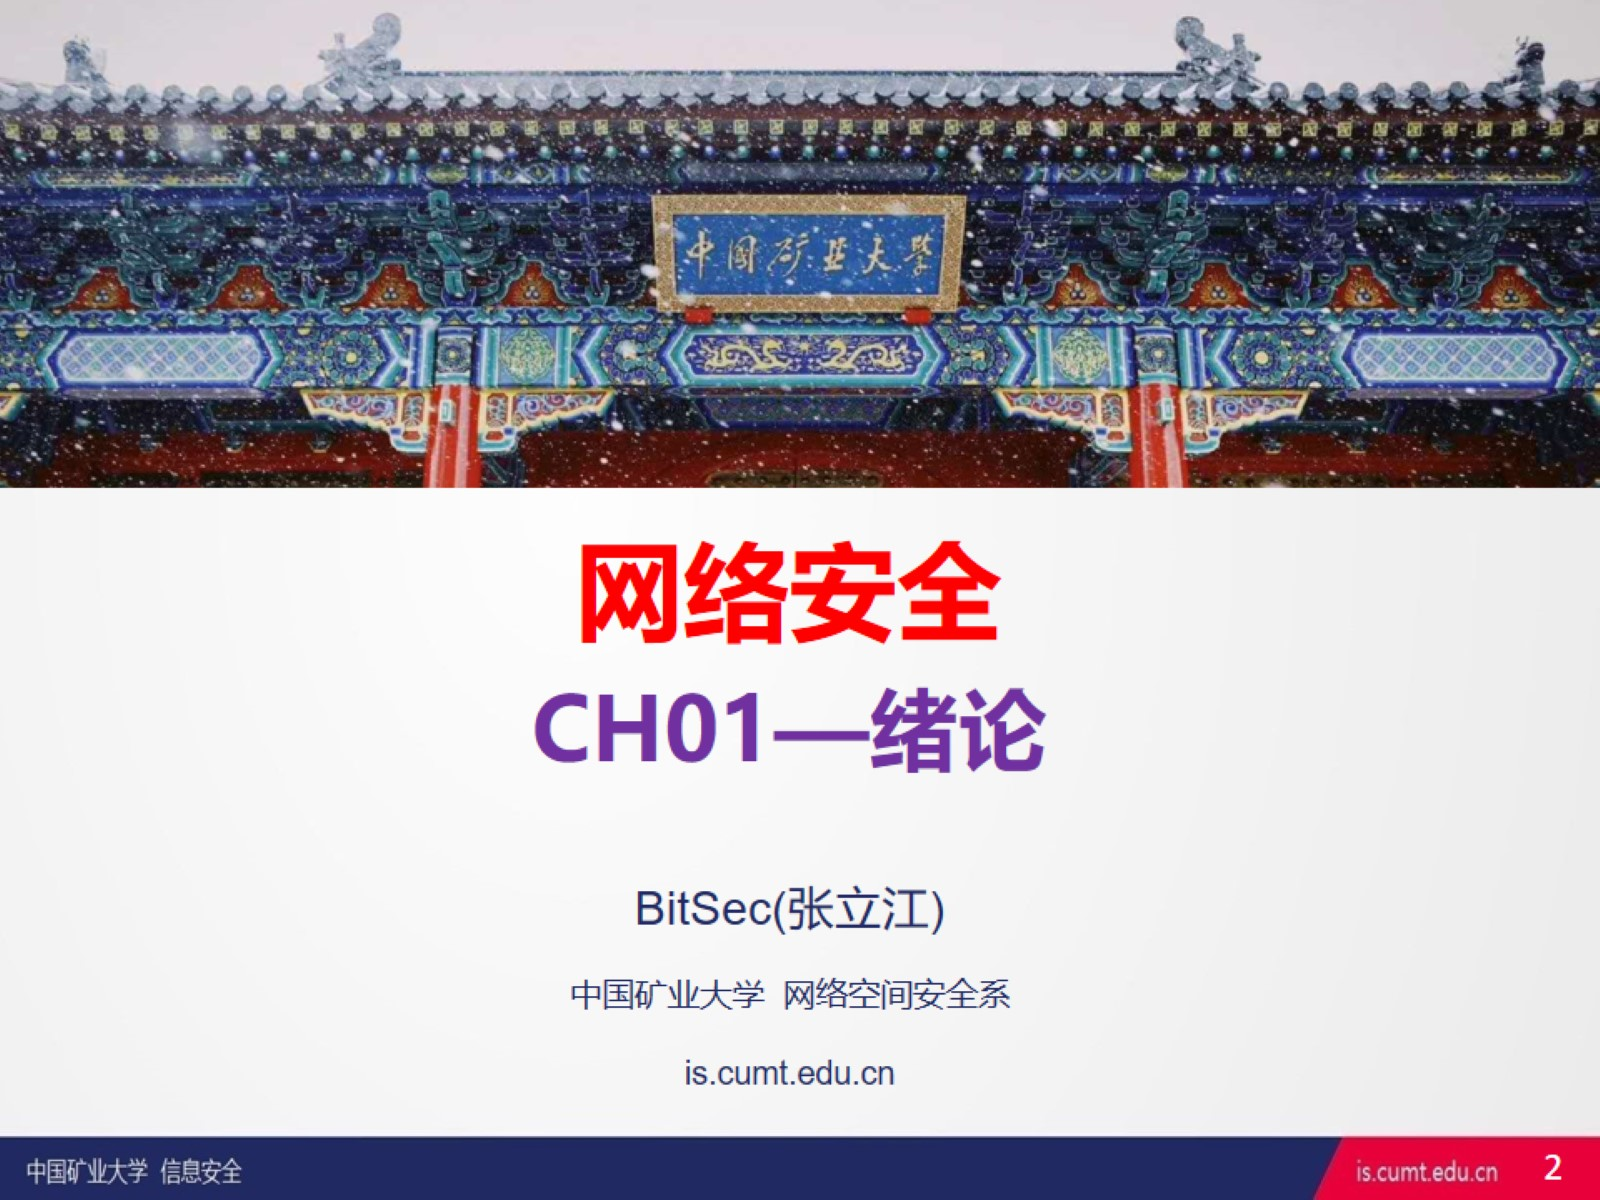 中国矿业大學
网络安全
CH01—绪论
BitSec(张立江)
中国矿业大学 网络空间安全系
is.cumt.edu.cn
中国矿业大学 信息安全
is.cumt.edu.cn
2